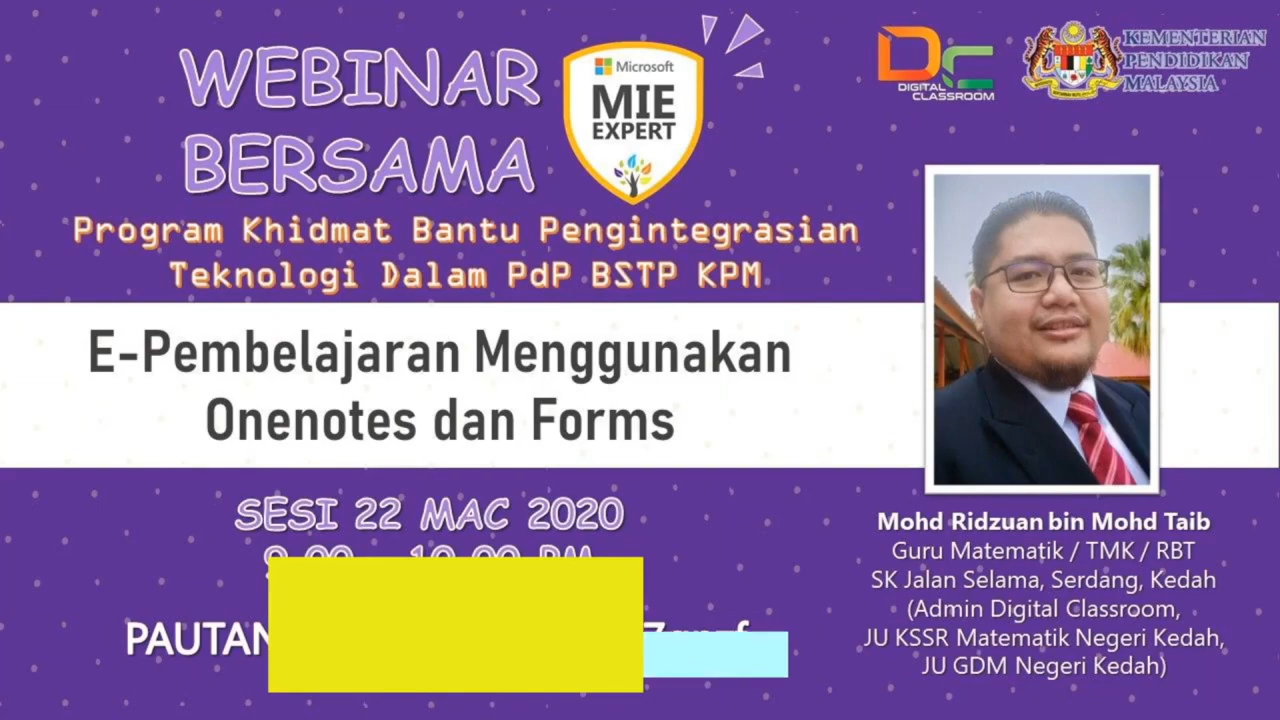 WEBINAR
BERSAMA
Microsoft
MIE
EXPERT
DIGITAL
CLASSROOM
KEMENTERIAN
PENDIDIKAN
MALAYSIA
Program Khidmat Bantu Pengintegrasian
Teknologi Dalam PdP BSTP KPM
E-Pembelajaran Menggunakan
Onenotes dan Forms
SESI 22 MAC 2020
PAUTAN
Mohd Ridzuan bin Mohd Taib
Guru Matematik / TMK / RBT
SK Jalan Selama, Serdang, Kedah
(Admin Digital Classroom,
JU KSSR Matematik Negeri Kedah,
JU GDM Negeri Kedah)